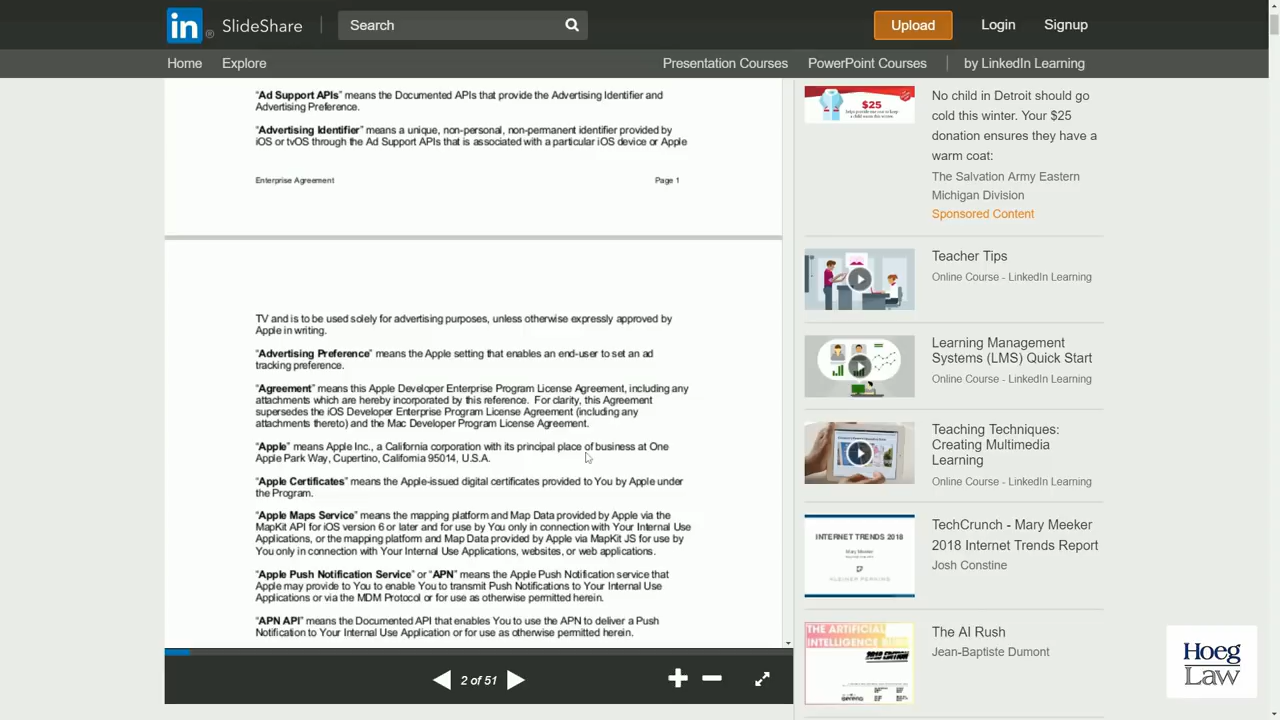 in® SlideShare
Search
Upload
Login
Signup
Home
Explore
Presentation Courses
PowerPoint Courses
by LinkedIn Learning
"Ad Support APIs" means the Documented APIs that provide the Advertising Identifier and
Advertising Preference.
"Advertising Identifier" means a unique, non-personal, non-permanent identifier provided by
iOS or tvOS through the Ad Support APIs that is associated with a particular iOS device or Apple
Enterprise Agreement
Page 1
TV and is to be used solely for advertising purposes, unless otherwise expressly approved by
Apple in writing.
"Advertising Preference" means the Apple setting that enables an end-user to set an ad
tracking preference.
"Agreement" means this Apple Developer Enterprise Program License Agreement, including any
attachments which are hereby incorporated by this reference. For clarity, this Agreement
supersedes the iOS Developer Enterprise Program License Agreement (including any
attachments thereto) and the Mac Developer Program License Agreement.
"Apple" means Apple Inc., a California corporation with its principal place of business at One
Apple Park Way, Cupertino, California 95014, U.S.A.
"Apple Certificates" means the Apple-issued digital certificates provided to You by Apple under
the Program.
"Apple Maps Service" means the mapping platform and Map Data provided by Apple via the
MapKit API for iOS version 6 or later and for use by You only in connection with Your Internal Use
Applications, or the mapping platform and Map Data provided by Apple via MapKit JS for use by
You only in connection with Your Internal Use Applications, websites, or web applications.
"Apple Push Notification Service" or "APN" means the Apple Push Notification service that
Apple may provide to You to enable You to transmit Push Notifications to Your Internal Use
Applications or via the MDM Protocol or for use as otherwise permitted herein.
"APN API" means the Documented API that enables You to use the APN to deliver a Push
Notification to Your Internal Use Application or for use as otherwise permitted herein.
2 of 51
$25
No child in Detroit should go
cold this winter. Your $25
donation ensures they have a
warm coat:
The Salvation Army Eastern
Michigan Division
Sponsored Content
Teacher Tips
Online Course - LinkedIn Learning
Learning Management
Systems (LMS) Quick Start
Online Course - LinkedIn Learning
Teaching Techniques:
Creating Multimedia
Learning
Online Course - LinkedIn Learning
INTERNET TRENDS 2018
Mary Meeker
KLEINER PERKINS
TechCrunch - Mary Meeker
2018 Internet Trends Report
Josh Constine
THE ARTIFICIAL
INTELLIGENCE
The AI Rush
Jean-Baptiste Dumont
Hoeg
Law